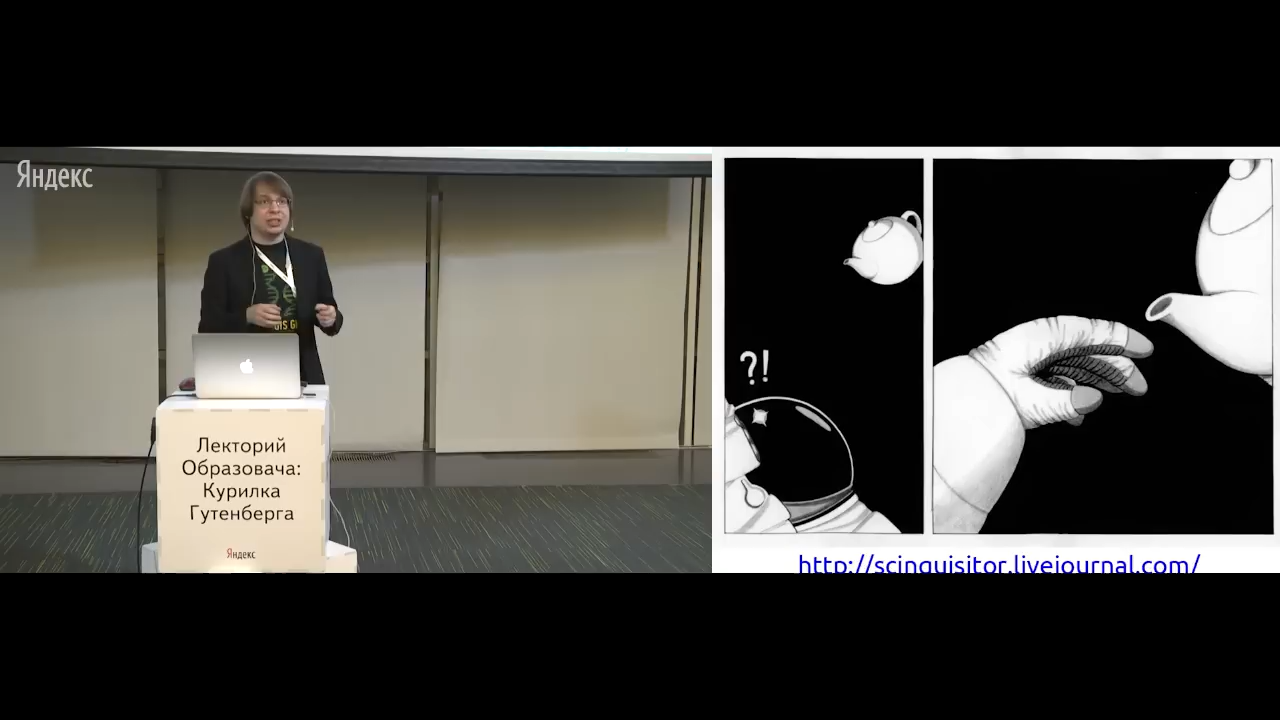 Яндекс
Лекторий
Образовача:
Курилка
Гутенберга
Яндекс
?!
http://scinquisitor.livejournal.com/